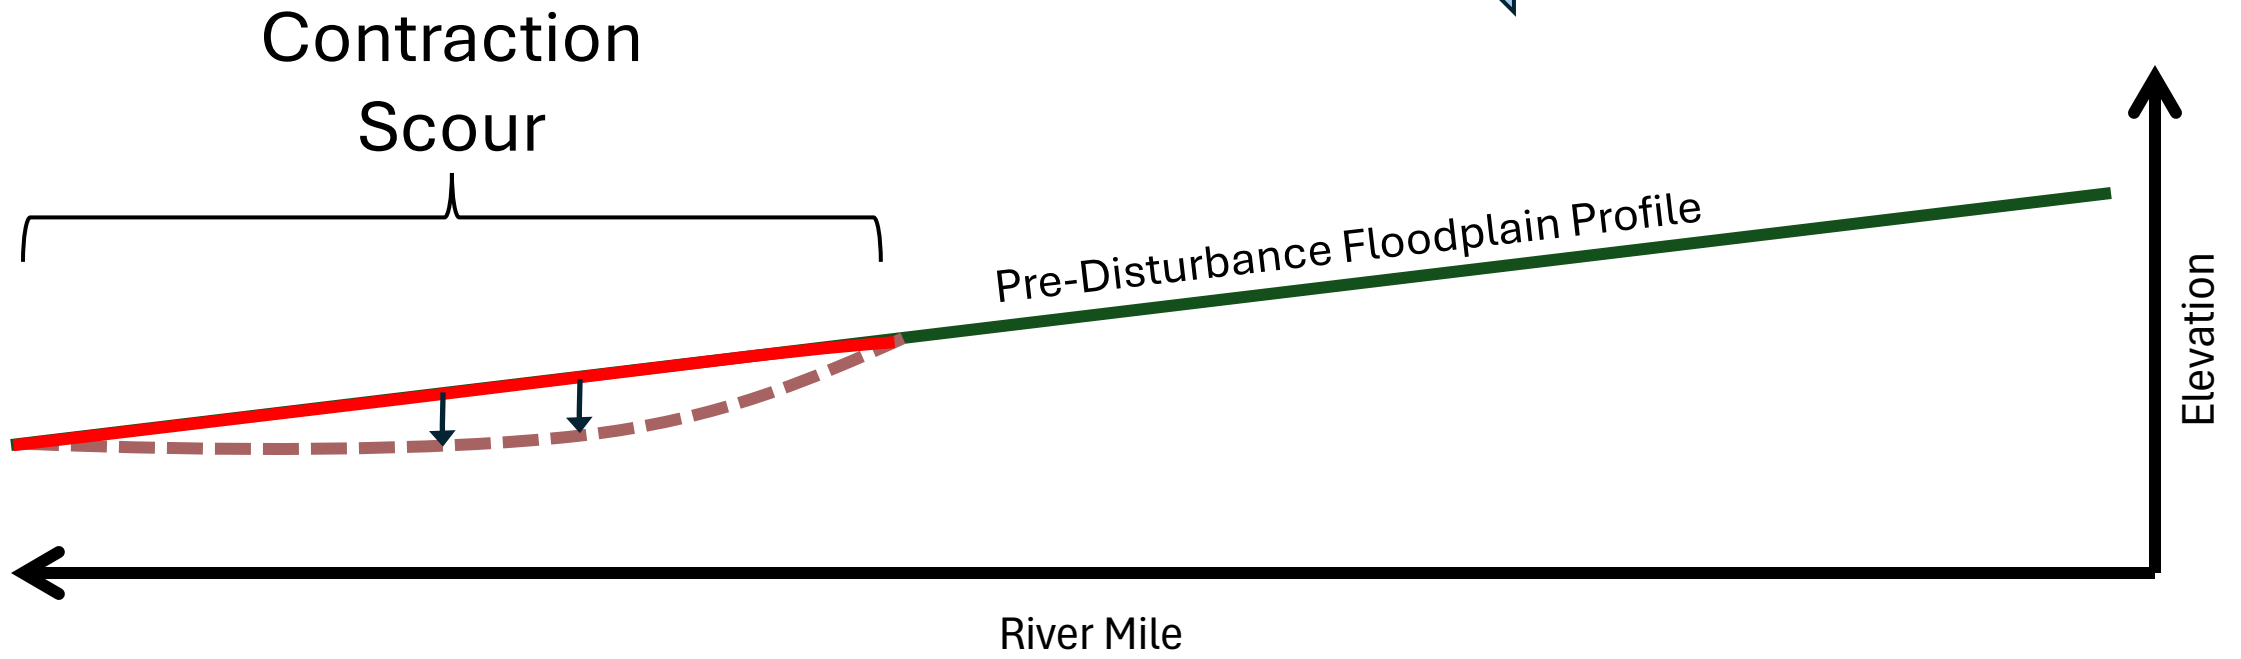 Contraction
Scour
Pre-Disturbance Floodplain Profile
Elevation
River Mile